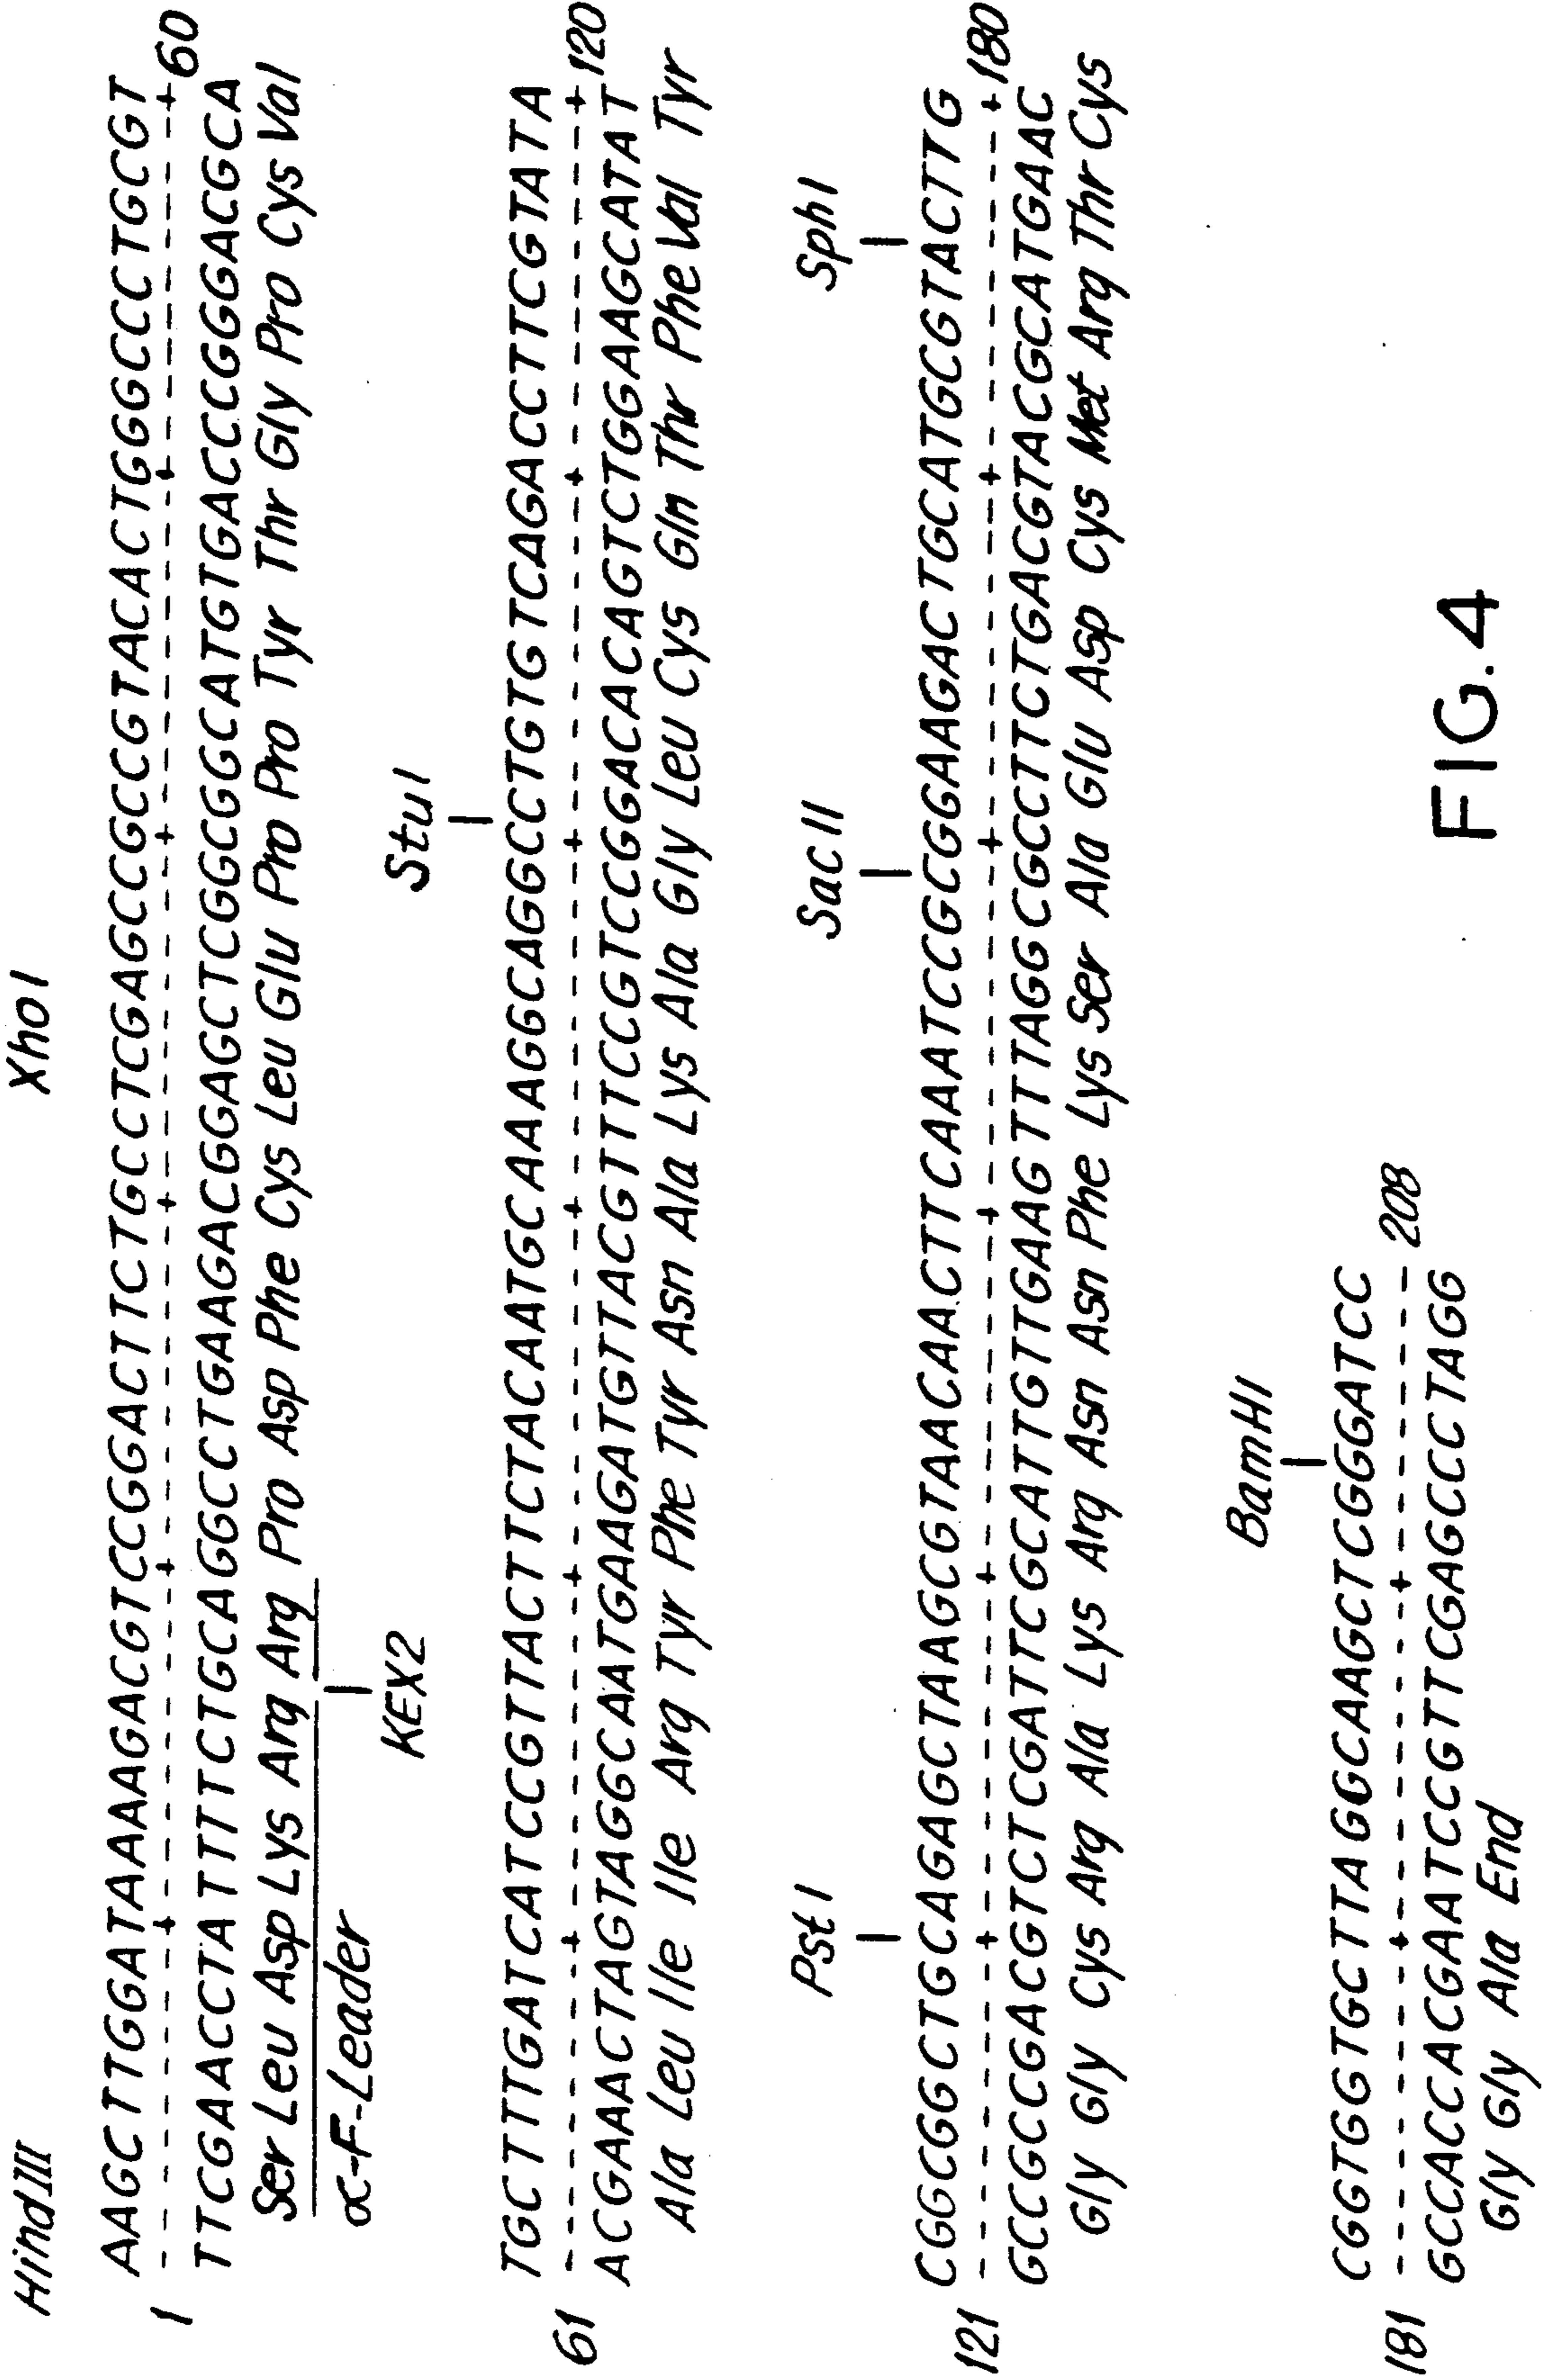 HindIII XhoI
AAGCTTGGATAAAAGACGTCCGGACTTCTGCCTCGAGCCGCCGTACACTGGGCCCTGCGT
1 ---------+---------+---------+---------+---------+---------+ 60
TTCGAACCTATTTTCTGCAGGCCTGAAGACGGAGCTCGGCGGCATGTGACCCGGGACGCA
Ser Leu Asp Lys Arg Arg Pro Asp Phe Cys Leu Glu Pro Pro Tyr Thr Gly Pro Cys Val
α-F-Leader KEX2 StuI
TGCTTTGATCATCCGTTACTTCTACAATGCAAAGGCAGGCCTGTGTCAGACCTTCGTATA
61 ---------+---------+---------+---------+---------+---------+ 120
ACGAAACTAGTAGGCAATGAAGATGTTACGTTTCCGTCCGGACACAGTCTGGAAGCATAT
Ala Leu Ile Ile Arg Tyr Phe Tyr Asn Ala Lys Ala Gly Leu Cys Gln Thr Phe Val Tyr
PstI SacII SphI
CGGCGGCTGCAGAGCTAAGCGTAACAACTTCAAATCCGCGGAAGACTGCATGCGTACTTG
121 ---------+---------+---------+---------+---------+---------+ 180
GCCGCCGACGTCTCGATTCGCATTGTTGAAGTTTAGGCGCCTTCTGACGTACGCATGAAC
Gly Gly Cys Arg Ala Lys Arg Asn Asn Phe Lys Ser Ala Glu Asp Cys Met Arg Thr Cys
BamHI
CGGTGGTGCTTAGGCAAGCTCGGGATCC
181 ---------+---------+-------- 208
GCCACCACGAATCCGTTCGAGCCCTAGG
Gly Gly Ala End
FIG.4